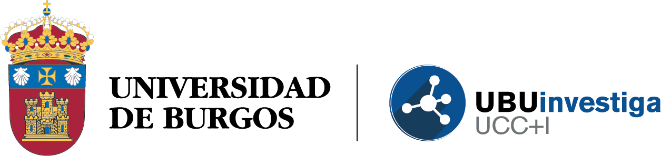 UNIVERSIDAD
DE BURGOS
UBUinvestiga
UCC+I